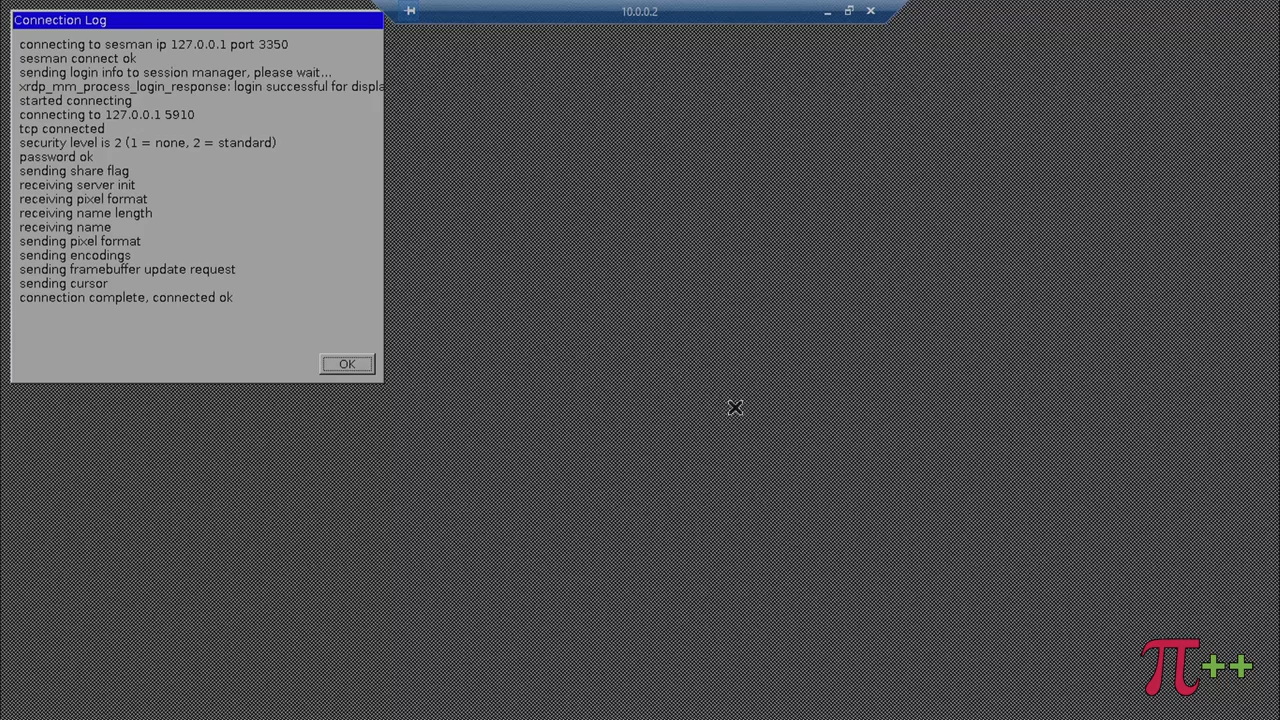 10.0.0.2
Connection Log
connecting to sesman ip 127.0.0.1 port 3350
sesman connect ok
sending login info to session manager, please wait...
xrdp_mm_process_login_response: login successful for displa
started connecting
connecting to 127.0.0.1 5910
tcp connected
security level is 2 (1 = none, 2 = standard)
password ok
sending share flag
receiving server init
receiving pixel format
receiving name length
receiving name
sending pixel format
sending encodings
sending framebuffer update request
sending cursor
connection complete, connected ok
OK
π++